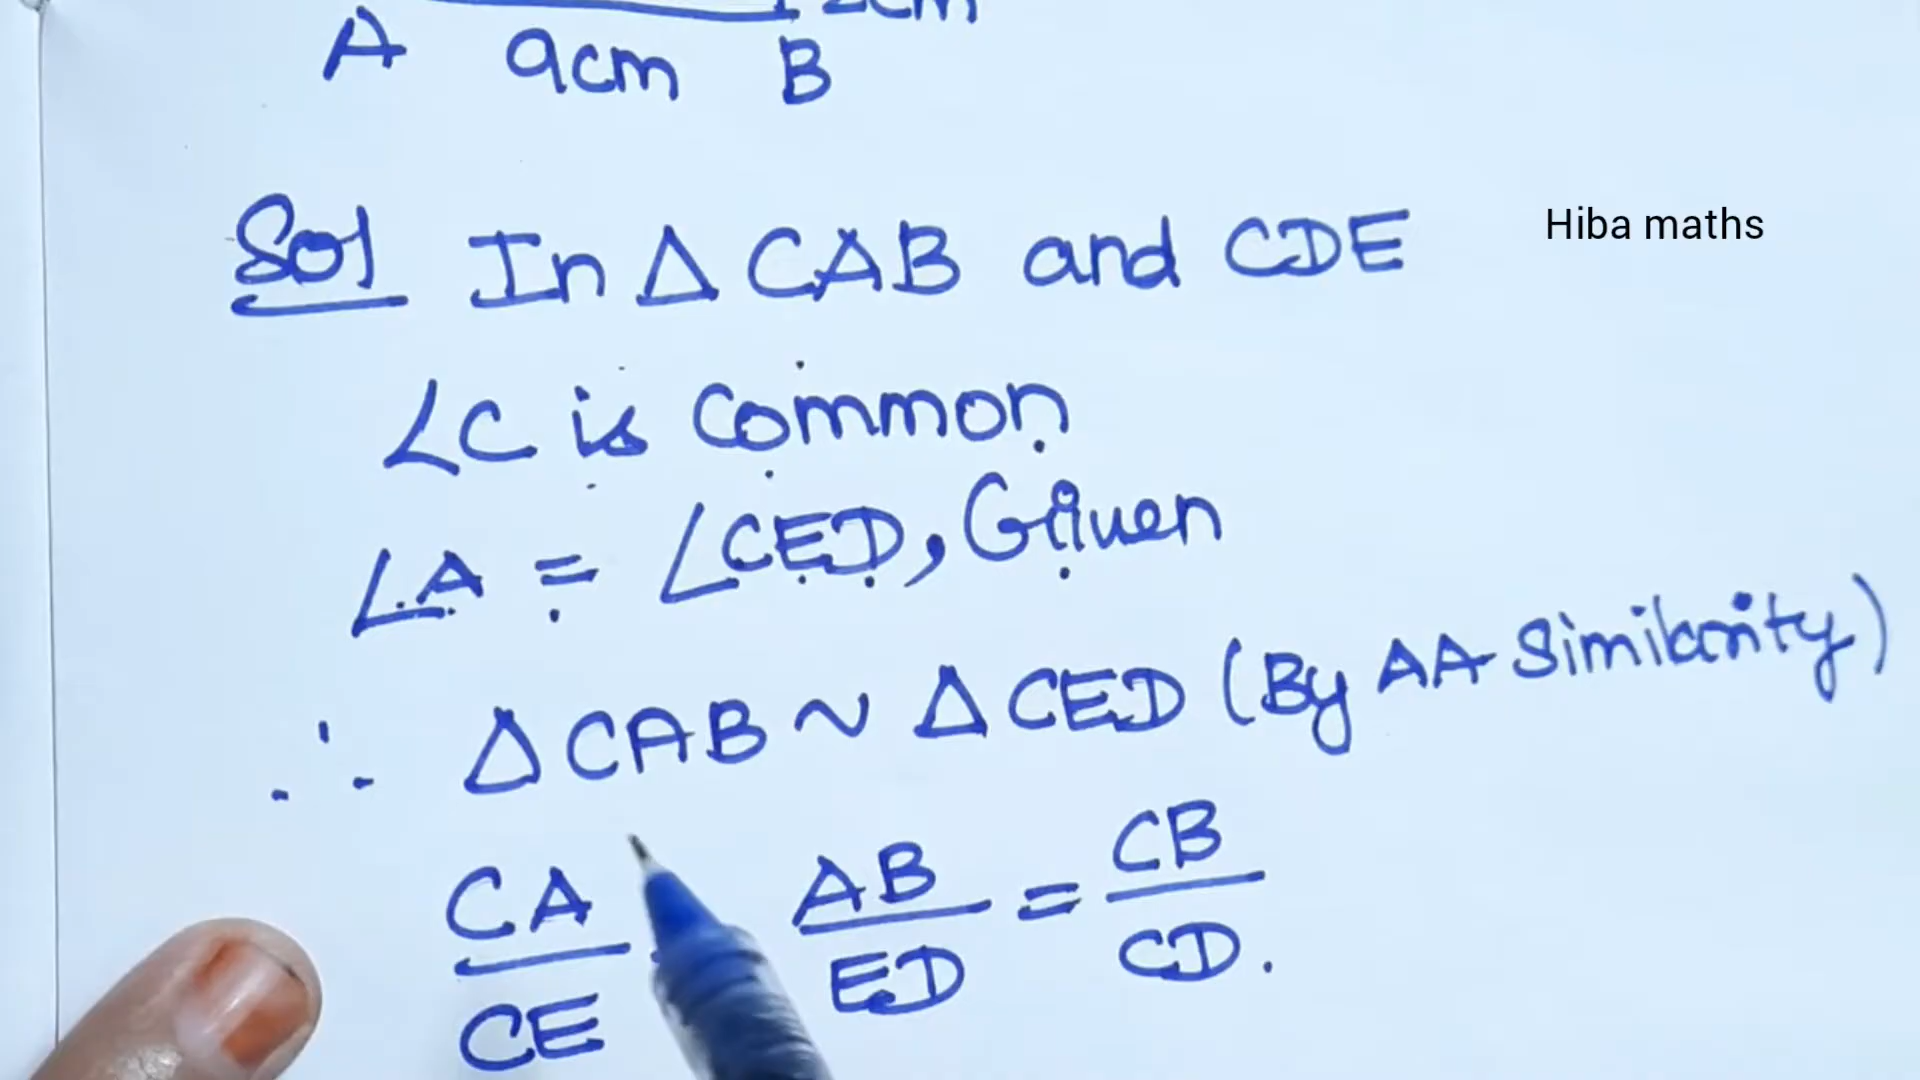 2cm
A 9cm B
Sol In Δ CAB and CDE
Hiba maths
∠C is Common
∠A = ∠CED, Given
∴ Δ CAB ~ Δ CED (By AA Similarity)
CA/CE AB/ED = CB/CD.